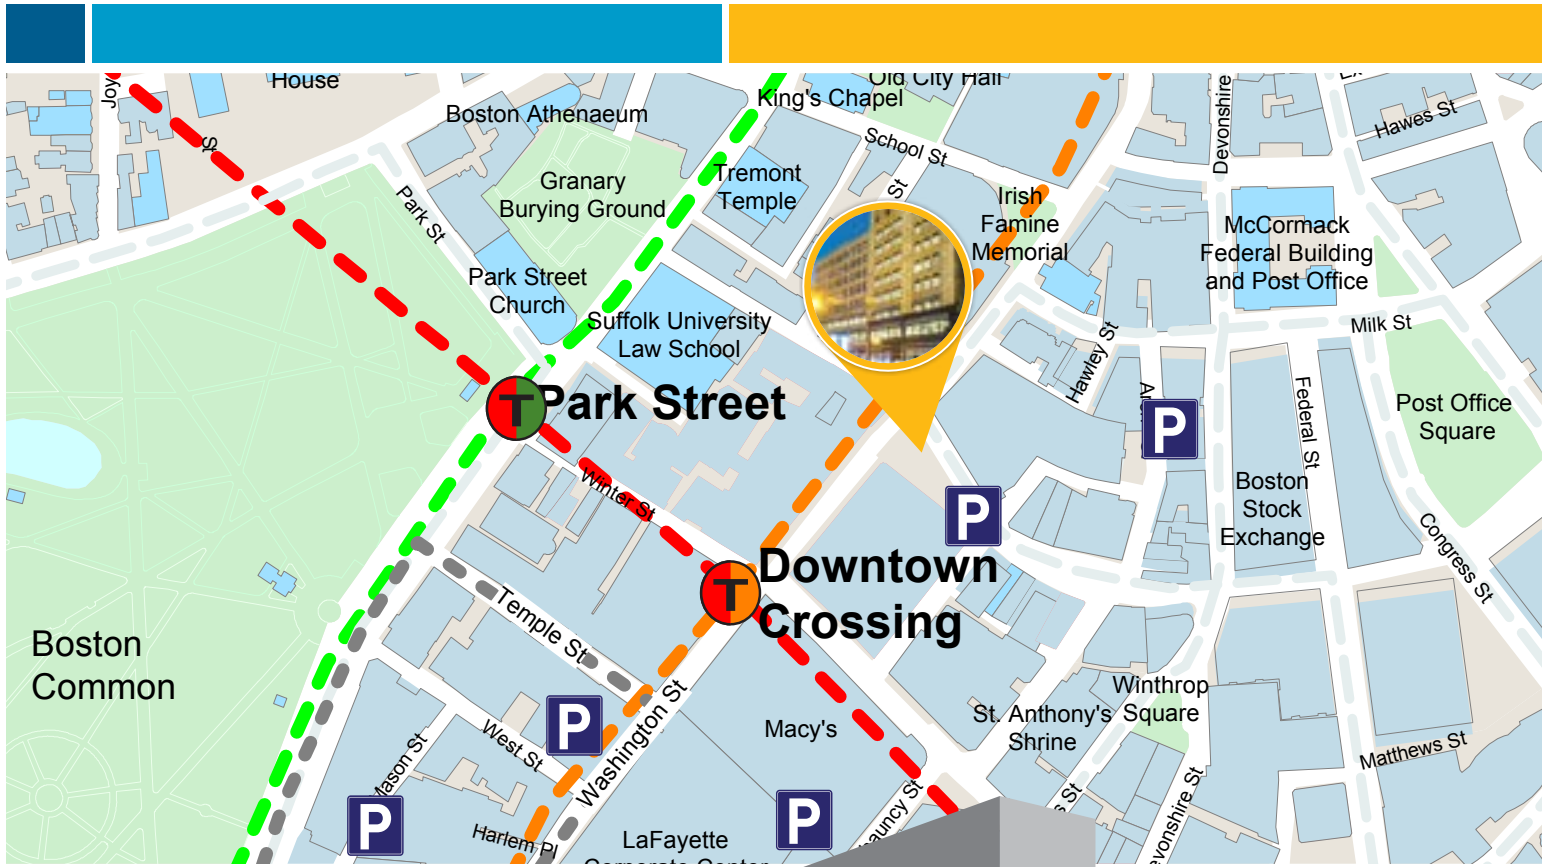 House
Joy
St
Boston Athenaeum
King's Chapel
Old City Hall
School St
St
Devonshire
Hawes St
Granary
Burying Ground
Tremont
Temple
Irish
Famine
Memorial
McCormack
Federal Building
and Post Office
Park St
Park Street
Church
Suffolk University
Law School
Milk St
Hawley St
Federal St
Post Office
Square
T
Park Street
P
Winter St
P
Boston
Stock
Exchange
Congress St
T
Downtown
Crossing
Temple St
Boston
Common
P
Washington St
Macy's
St. Anthony's
Shrine
Winthrop
Square
West St
Mason St
Matthews St
P
P
Harlem Pl
LaFayette
Corporate Center
St